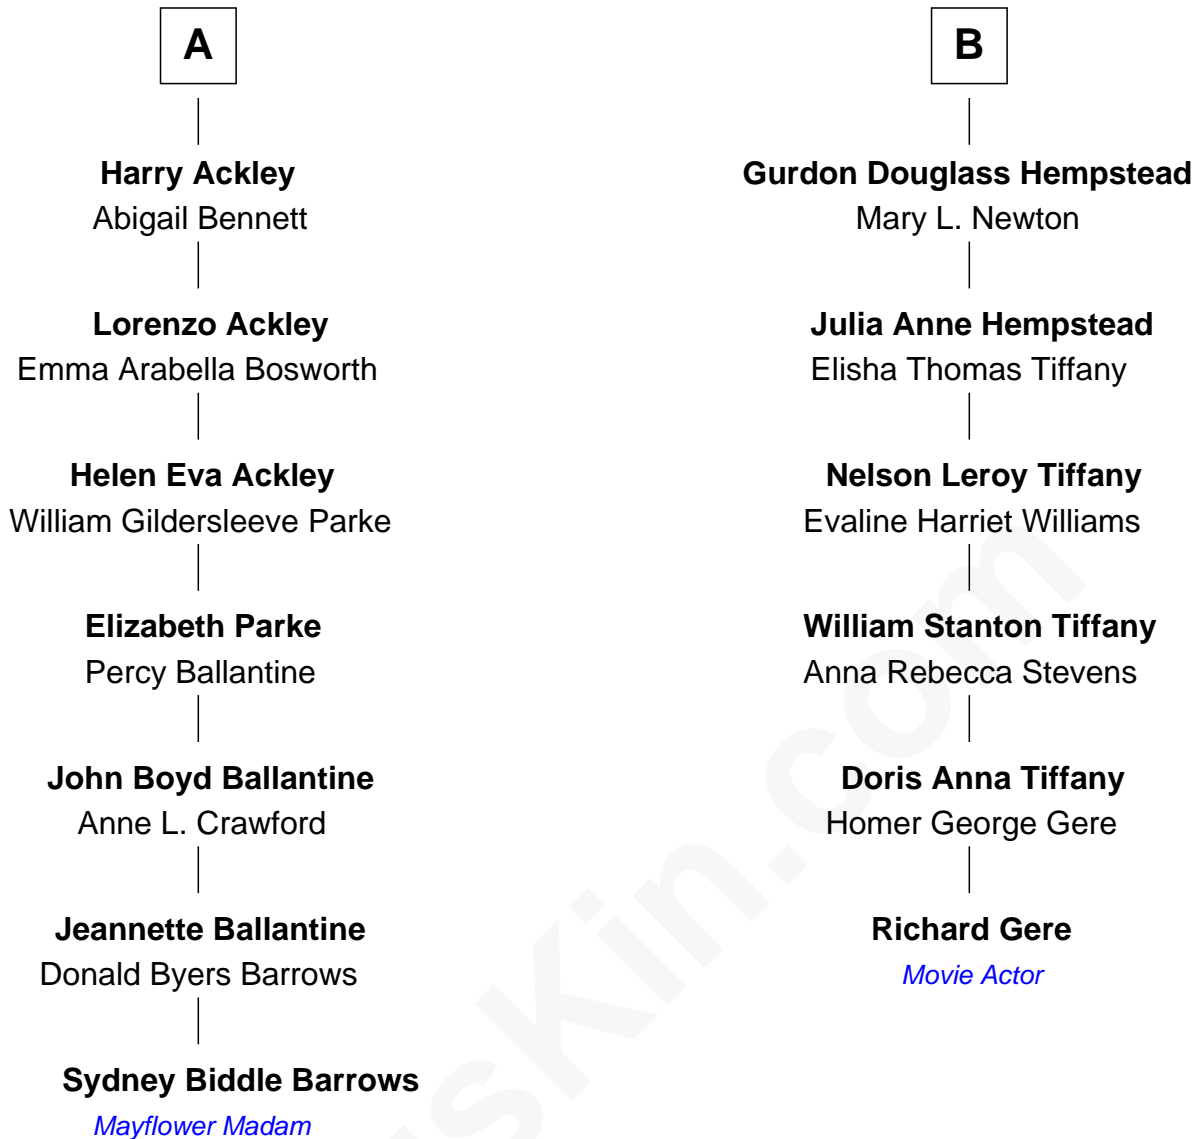 A
Harry Ackley
Abigail Bennett
Lorenzo Ackley
Emma Arabella Bosworth
Helen Eva Ackley
William Gildersleeve Parke
Elizabeth Parke
Percy Ballantine
John Boyd Ballantine
Anne L. Crawford
Jeannette Ballantine
Donald Byers Barrows
Sydney Biddle Barrows
Mayflower Madam
B
Gurdon Douglass Hempstead
Mary L. Newton
Julia Anne Hempstead
Elisha Thomas Tiffany
Nelson Leroy Tiffany
Evaline Harriet Williams
William Stanton Tiffany
Anna Rebecca Stevens
Doris Anna Tiffany
Homer George Gere
Richard Gere
Movie Actor